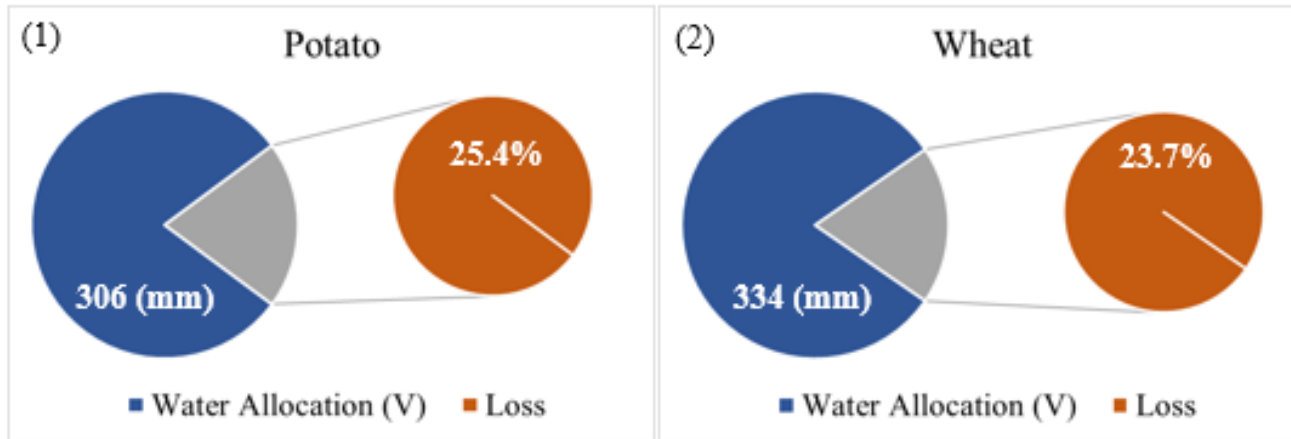 (1)
Potato
25.4%
306 (mm)
Water Allocation (V) Loss
(2)
Wheat
23.7%
334 (mm)
Water Allocation (V) Loss